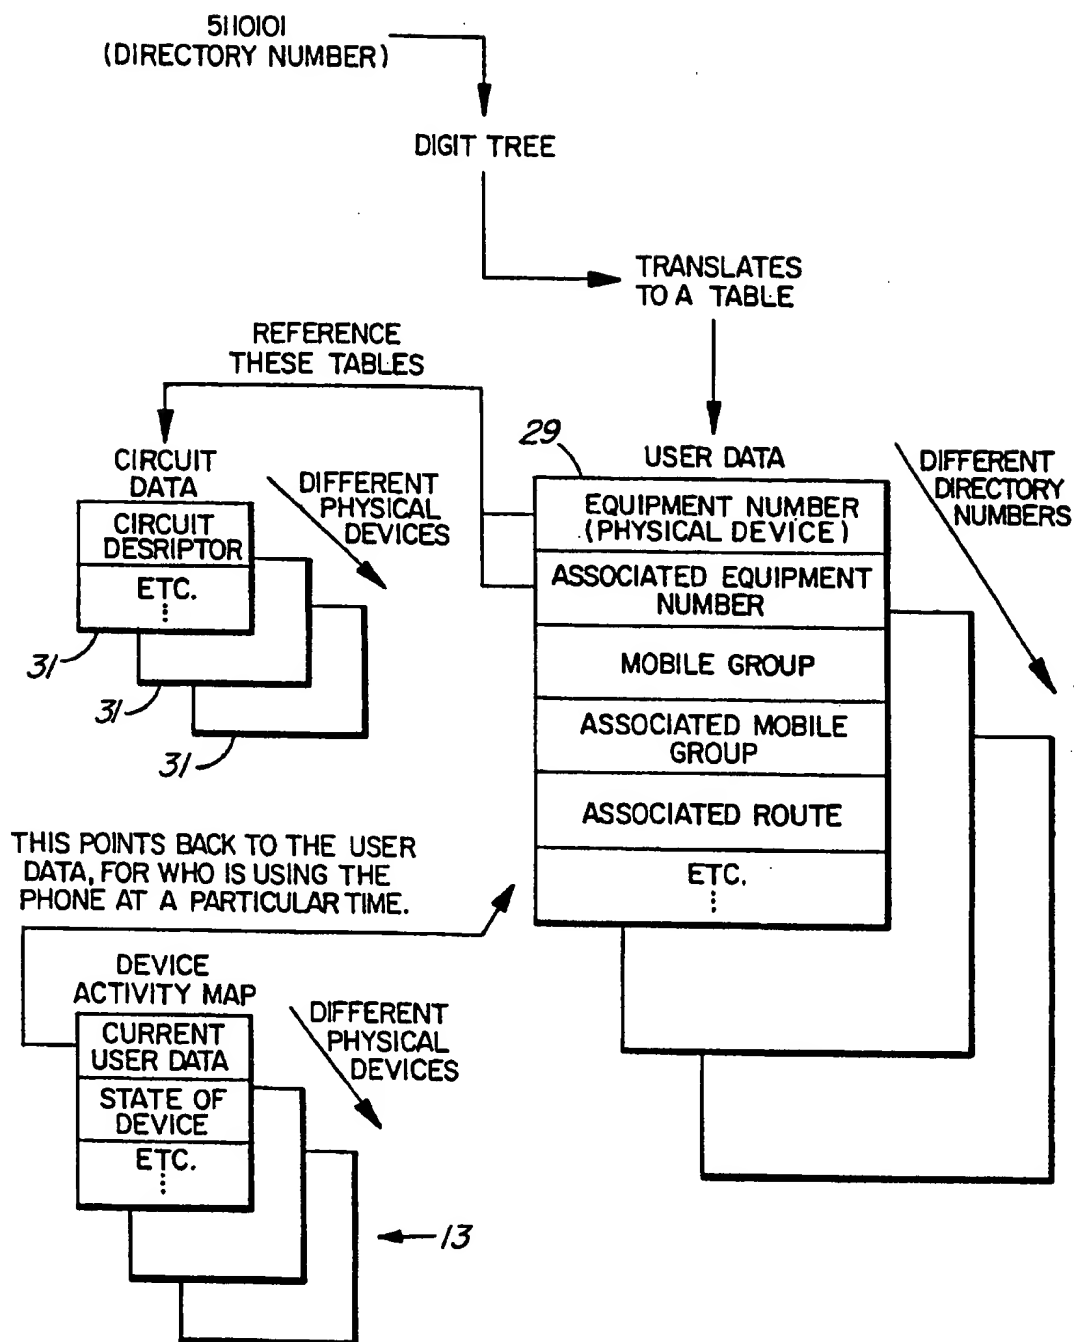 5110101
(DIRECTORY NUMBER)
DIGIT TREE
TRANSLATES
TO A TABLE
REFERENCE
THESE TABLES
29
USER DATA
CIRCUIT
DATA
DIFFERENT
PHYSICAL
DEVICES
DIFFERENT
DIRECTORY
NUMBERS
CIRCUIT
DESRIPTOR
ETC.
31
31
31
EQUIPMENT NUMBER
(PHYSICAL DEVICE)
ASSOCIATED EQUIPMENT
NUMBER
MOBILE GROUP
ASSOCIATED MOBILE
GROUP
ASSOCIATED ROUTE
ETC.
THIS POINTS BACK TO THE USER
DATA, FOR WHO IS USING THE
PHONE AT A PARTICULAR TIME.
DEVICE
ACTIVITY MAP
DIFFERENT
PHYSICAL
DEVICES
CURRENT
USER DATA
STATE OF
DEVICE
ETC.
13